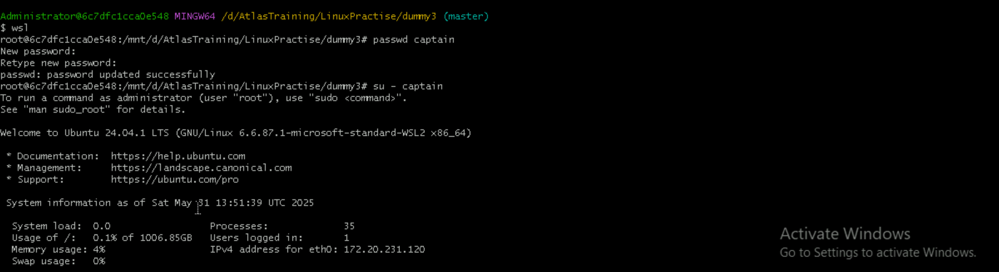 Administrator@6c7dfc1cca0e548 MINGW64 /d/AtlasTraining/LinuxPractise/dummy3 (master)
$ wsl
root@6c7dfc1cca0e548:/mnt/d/AtlasTraining/LinuxPractise/dummy3# passwd captain
New password:
Retype new password:
passwd: password updated successfully
root@6c7dfc1cca0e548:/mnt/d/AtlasTraining/LinuxPractise/dummy3# su - captain
To run a command as administrator (user "root"), use "sudo <command>".
See "man sudo_root" for details.
Welcome to Ubuntu 24.04.1 LTS (GNU/Linux 6.6.87.1-microsoft-standard-WSL2 x86_64)
* Documentation: https://help.ubuntu.com
* Management: https://landscape.canonical.com
* Support: https://ubuntu.com/pro
System information as of Sat May 31 13:51:39 UTC 2025
System load: 0.0 Processes: 35
Usage of /: 0.1% of 1006.85GB Users logged in: 1
Memory usage: 4% IPv4 address for eth0: 172.20.231.120
Swap usage: 0%
Activate Windows
Go to Settings to activate Windows.